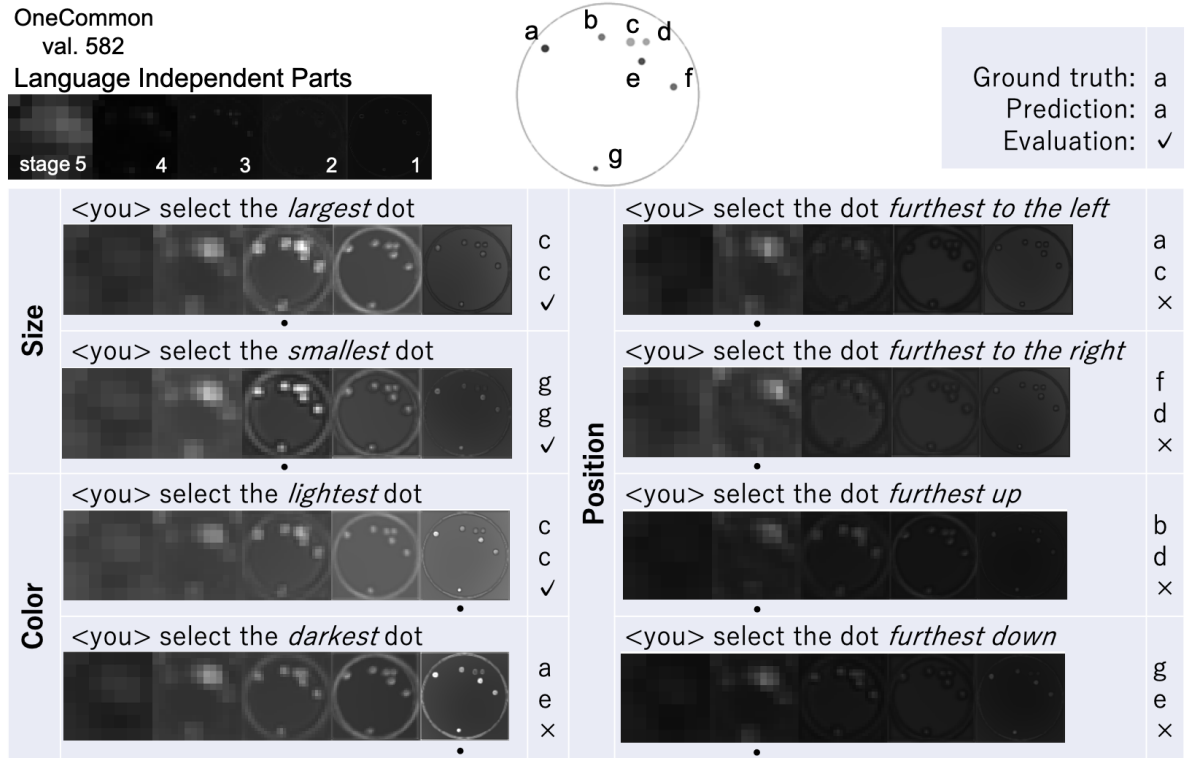 OneCommon
val. 582
Language Independent Parts
stage 5 4 3 2 1
a b c d e f g
Ground truth: a
Prediction: a
Evaluation: ✓
Size
<you> select the largest dot
c
c
✓
<you> select the smallest dot
g
g
✓
Color
<you> select the lightest dot
c
c
✓
<you> select the darkest dot
a
e
×
Position
<you> select the dot furthest to the left
a
c
×
<you> select the dot furthest to the right
f
d
×
<you> select the dot furthest up
b
d
×
<you> select the dot furthest down
g
e
×